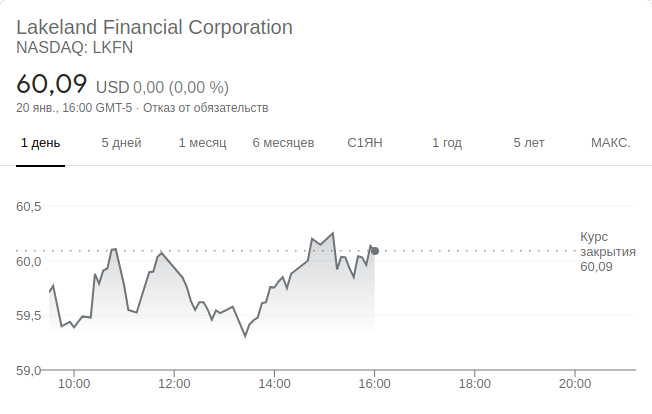 Lakeland Financial Corporation
NASDAQ: LKFN
60,09 USD 0,00 (0,00 %)
20 янв., 16:00 GMT-5 · Отказ от обязательств
1 день 5 дней 1 месяц 6 месяцев С1ЯН 1 год 5 лет МАКС.
60,5
Курс
закрытия
60,0
60,09
59,5
59,0
10:00 12:00 14:00 16:00 18:00 20:00